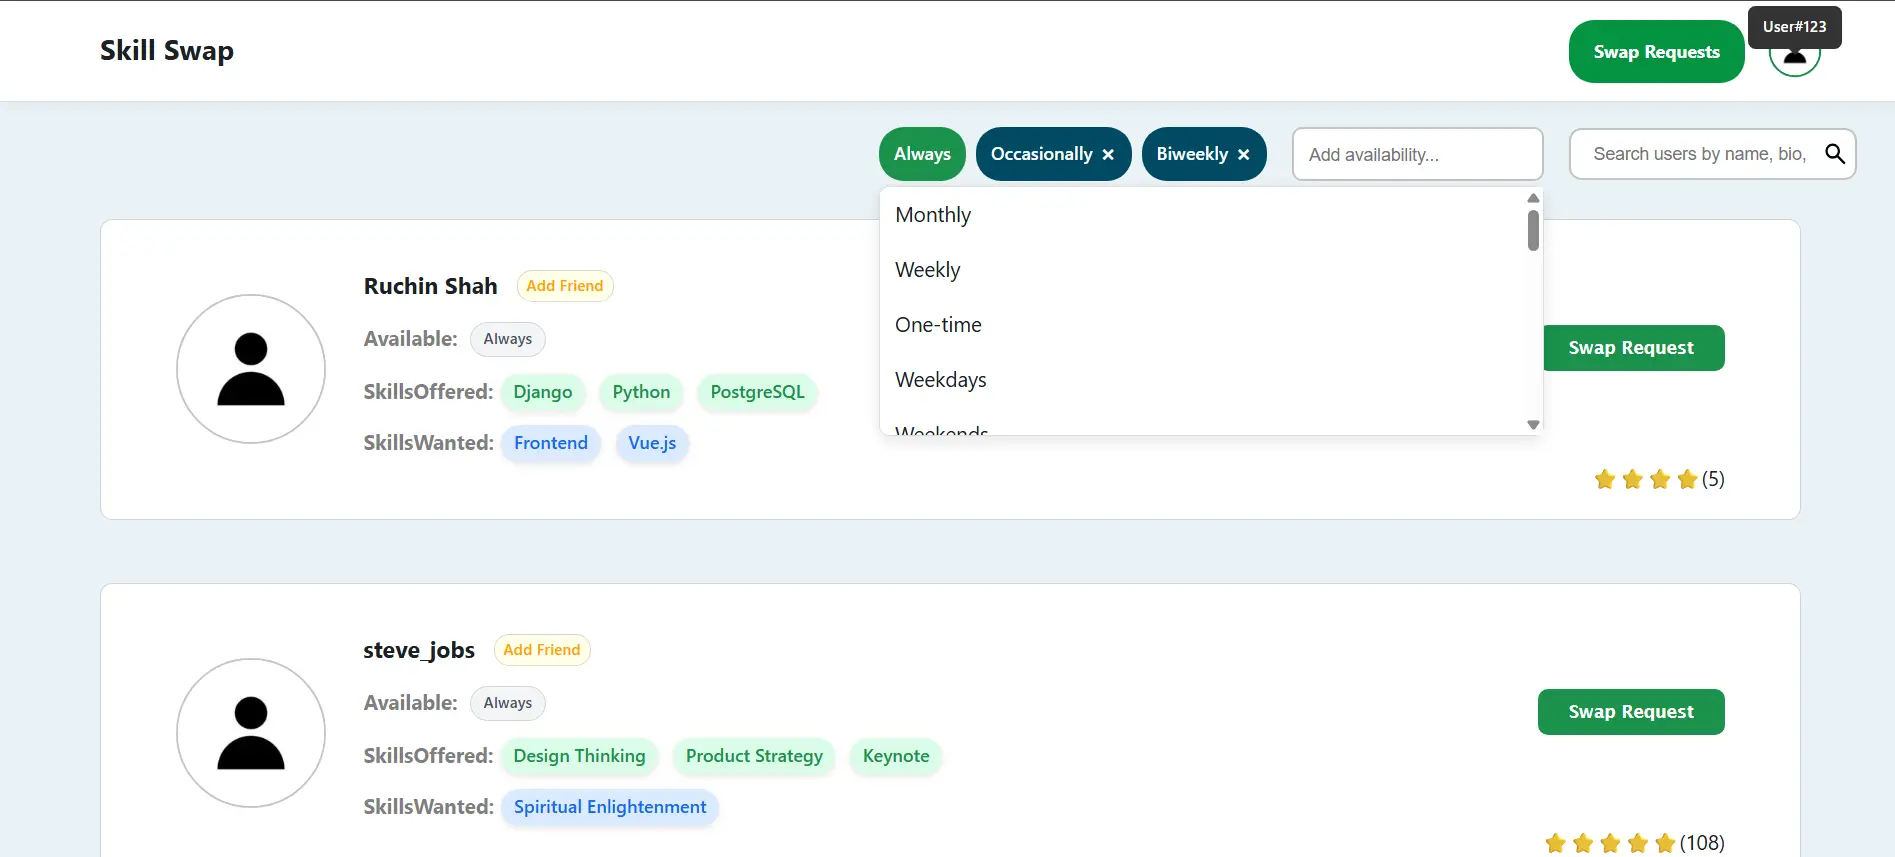 Skill Swap
Swap Requests
User#123
Always
Occasionally ×
Biweekly ×
Add availability...
Search users by name, bio,
Monthly
Weekly
One-time
Weekdays
Weekends
Ruchin Shah
Add Friend
Available: Always
SkillsOffered: Django Python PostgreSQL
SkillsWanted: Frontend Vue.js
Swap Request
(5)
steve_jobs
Add Friend
Available: Always
SkillsOffered: Design Thinking Product Strategy Keynote
SkillsWanted: Spiritual Enlightenment
Swap Request
(108)